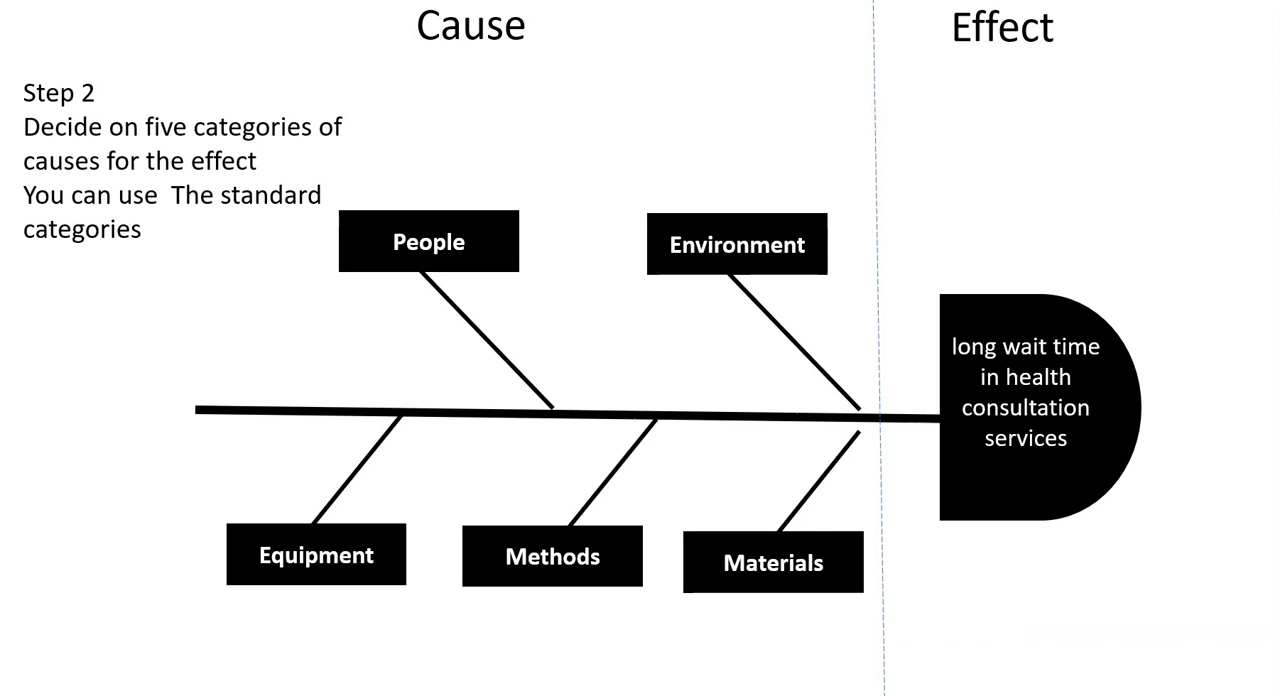 Cause
Effect
Step 2
Decide on five categories of
causes for the effect
You can use  The standard
categories
People
Environment
long wait time
in health
consultation
services
Equipment
Methods
Materials